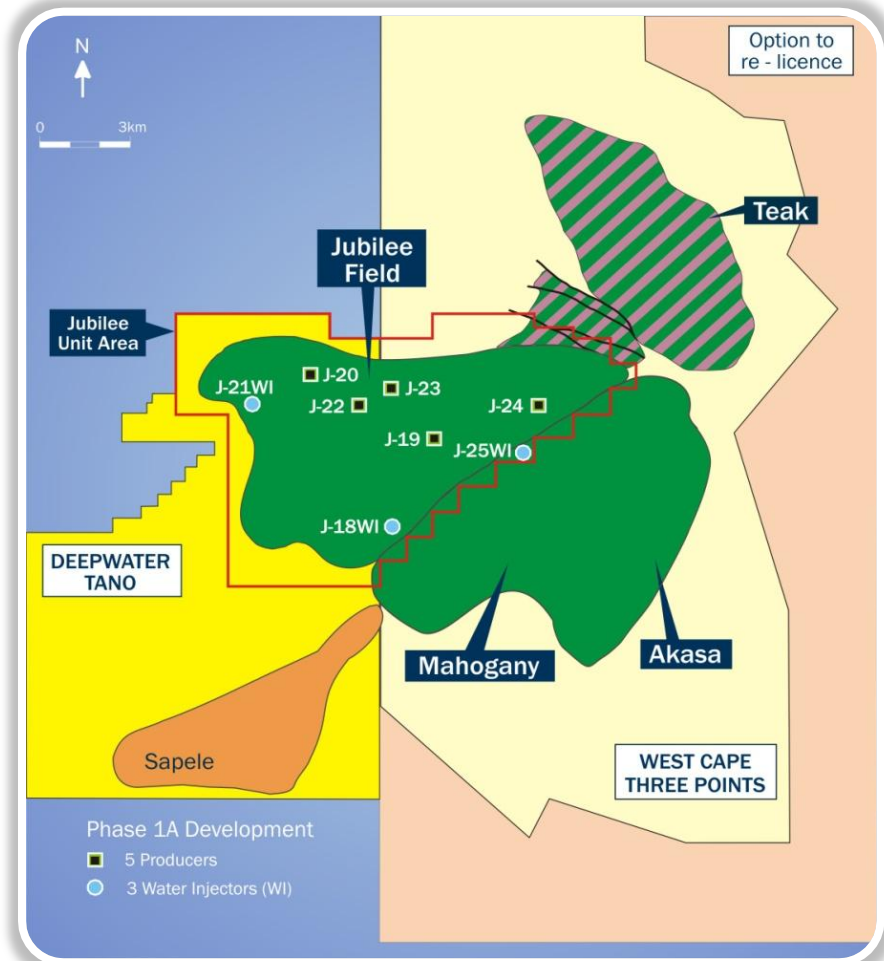 N
0 3km
Option to
re - licence
Teak
Jubilee
Field
Jubilee
Unit Area
J-20
J-21WI
J-23
J-22
J-24
J-19
J-25WI
J-18WI
DEEPWATER
TANO
Mahogany
Akasa
Sapele
WEST CAPE
THREE POINTS
Phase 1A Development
5 Producers
3 Water Injectors (WI)